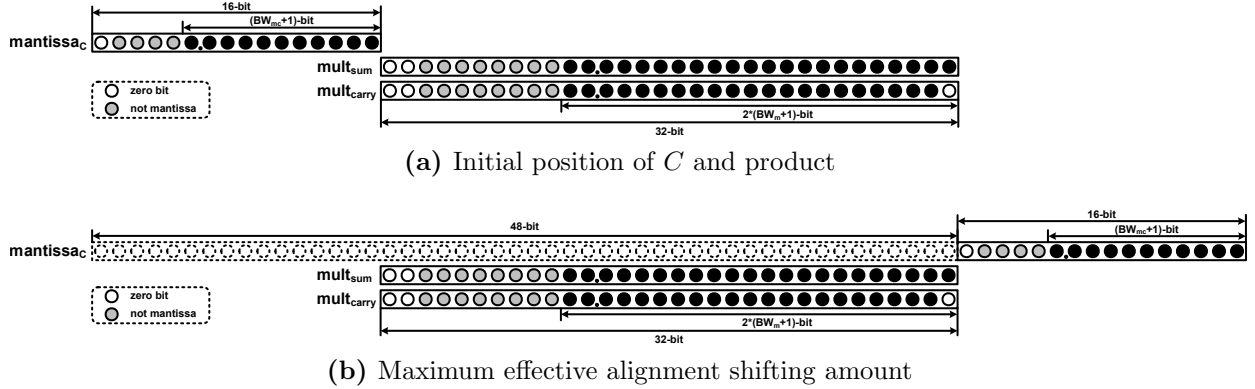 16-bit
(BWmc+1)-bit
mantissaC
multsum
multcarry
zero bit
not mantissa
2*(BWm+1)-bit
32-bit
(a) Initial position of C and product
16-bit
48-bit
(BWmc+1)-bit
mantissaC
multsum
multcarry
zero bit
not mantissa
2*(BWm+1)-bit
32-bit
(b) Maximum effective alignment shifting amount